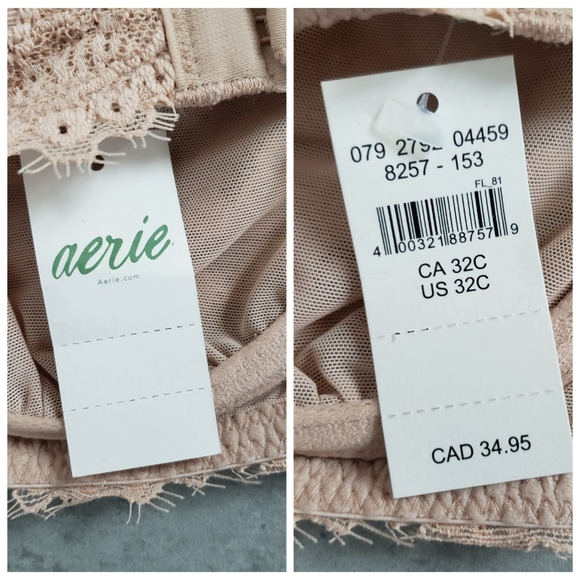 aerie
Aerie.com
079 2792 04459
8257 - 153
FL_81
4 00321 88757 9
CA 32C
US 32C
CAD 34.95